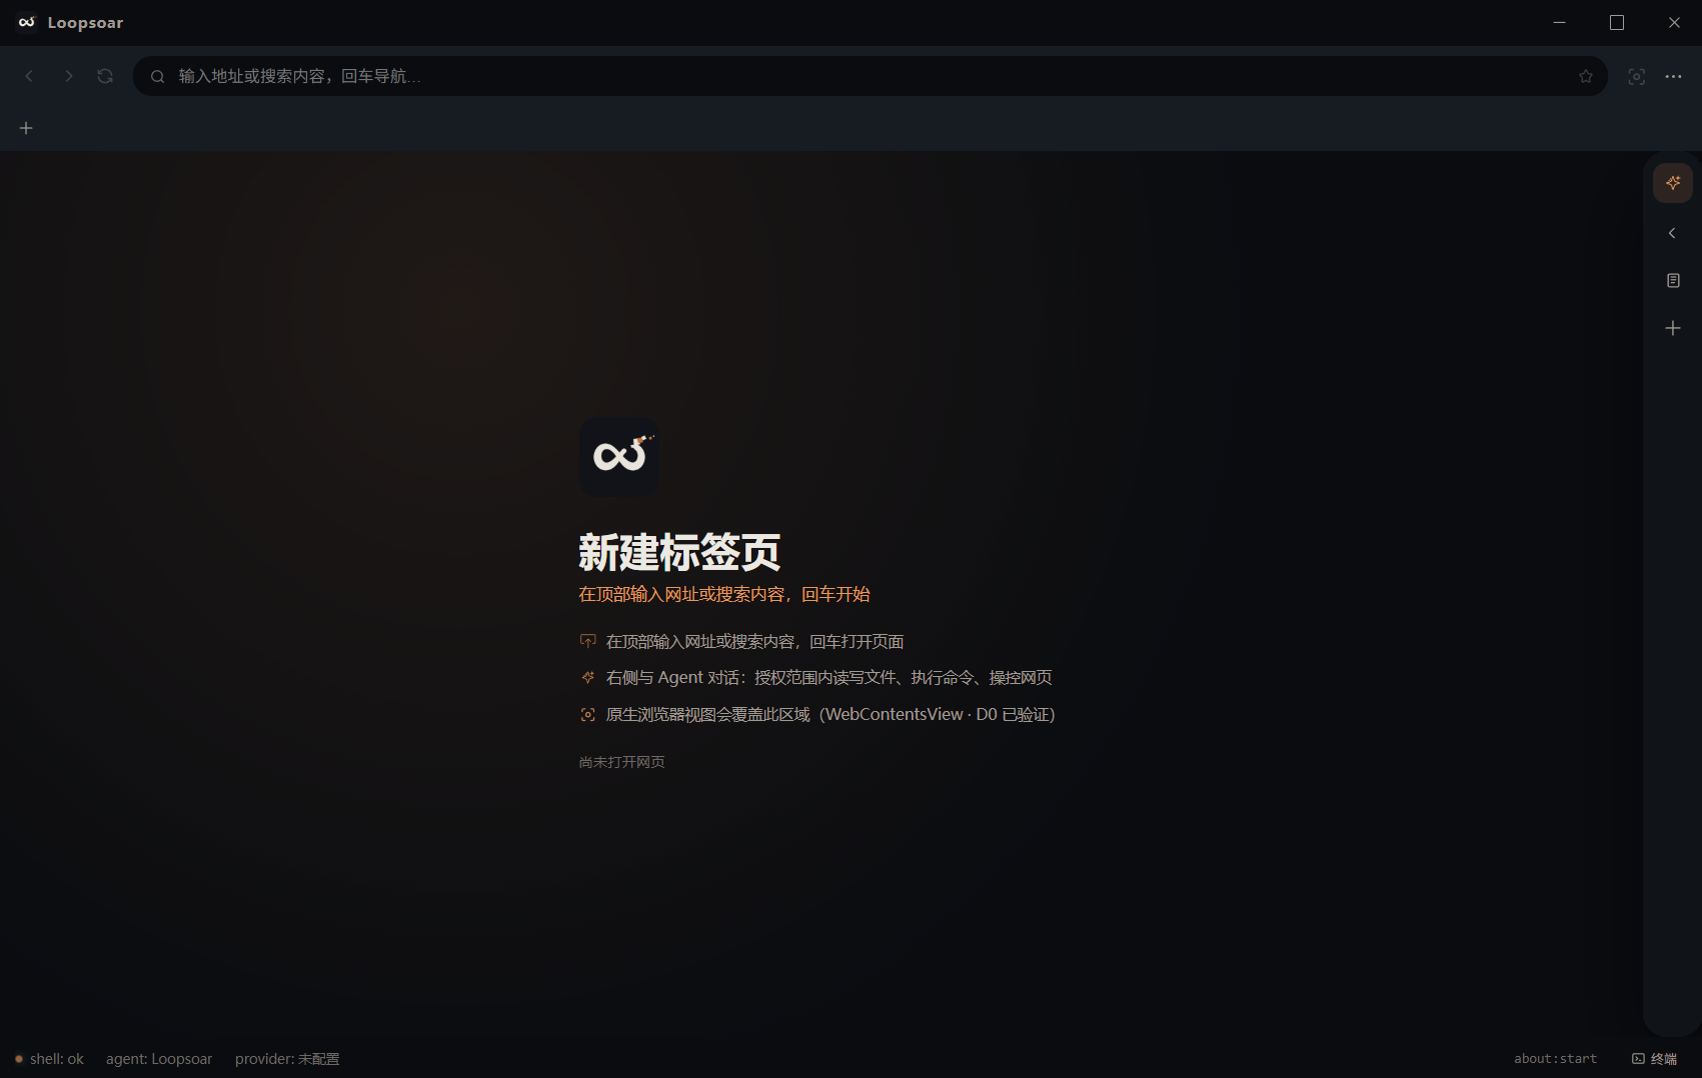 Loopsoar
输入地址或搜索内容，回车导航...
新建标签页
在顶部输入网址或搜索内容，回车开始
在顶部输入网址或搜索内容，回车打开页面
右侧与 Agent 对话：授权范围内读写文件、执行命令、操控网页
原生浏览器视图会覆盖此区域（WebContentsView · D0 已验证）
尚未打开网页
shell: ok agent: Loopsoar provider: 未配置 about:start 终端